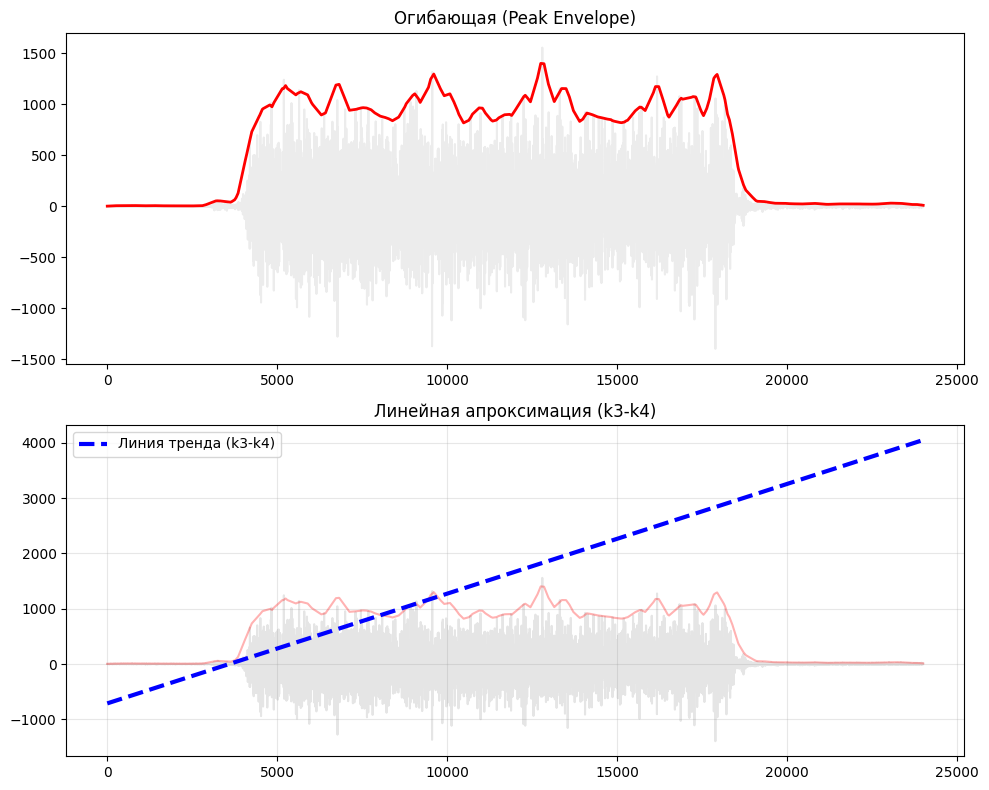 Огибающая (Peak Envelope)
1500
1000
500
0
−500
−1000
−1500
0 5000 10000 15000 20000 25000
Линейная апроксимация (k3-k4)
Линия тренда (k3-k4)
4000
3000
2000
1000
0
−1000
0 5000 10000 15000 20000 25000